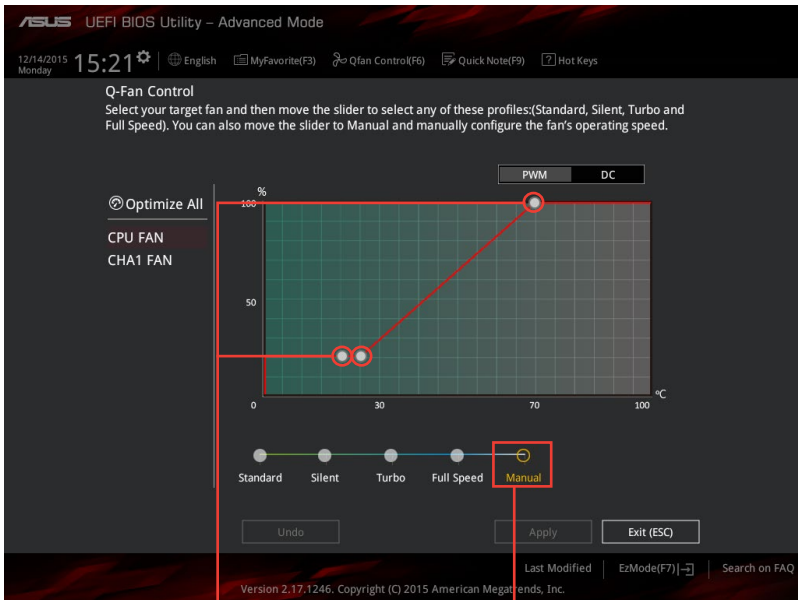 ASUS UEFI BIOS Utility – Advanced Mode
12/14/2015 Monday 15:21 English MyFavorite(F3) Qfan Control(F6) Quick Note(F9) ? Hot Keys
Q-Fan Control
Select your target fan and then move the slider to select any of these profiles:(Standard, Silent, Turbo and
Full Speed). You can also move the slider to Manual and manually configure the fan's operating speed.
PWM DC
Optimize All
CPU FAN
CHA1 FAN
%
100
50
0 30 70 100 °C
Standard Silent Turbo Full Speed Manual
Undo Apply Exit (ESC)
Last Modified EzMode(F7) Search on FAQ
Version 2.17.1246. Copyright (C) 2015 American Megatrends, Inc.